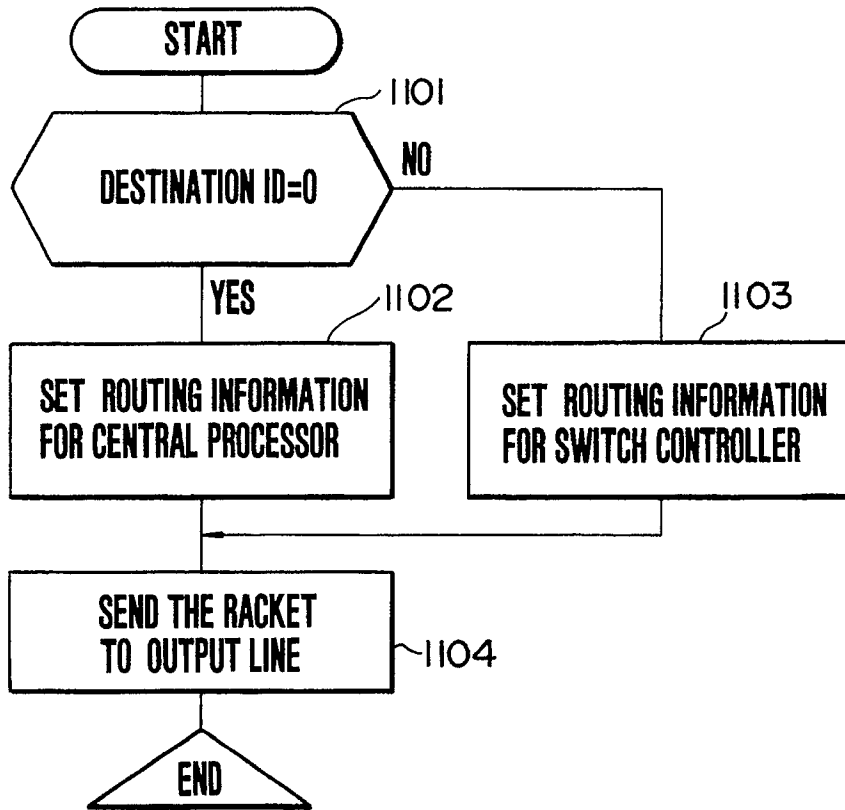 START
1101
DESTINATION ID=0
NO
YES
1102
1103
SET ROUTING INFORMATION
FOR CENTRAL PROCESSOR
SET ROUTING INFORMATION
FOR SWITCH CONTROLLER
SEND THE RACKET
TO OUTPUT LINE
1104
END